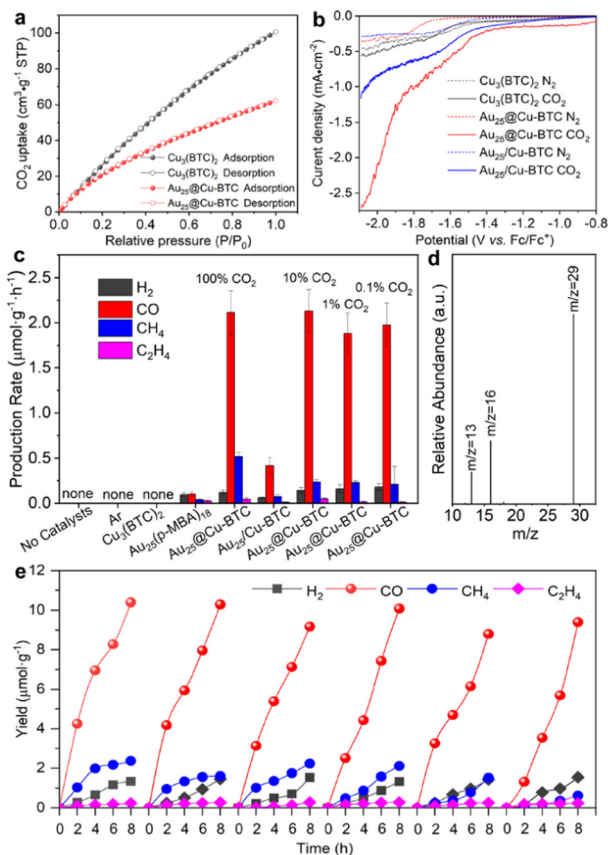 a
CO₂ uptake (cm³·g⁻¹ STP)
100
80
60
40
20
0
Cu₃(BTC)₂ Adsorption
Cu₃(BTC)₂ Desorption
Au₂₅@Cu-BTC Adsorption
Au₂₅@Cu-BTC Desorption
0.0 0.2 0.4 0.6 0.8 1.0
Relative pressure (P/P₀)
b
Curent density (mA•cm⁻²)
0.0
-0.5
-1.0
-1.5
-2.0
-2.5
Cu₃(BTC)₂ N₂
Cu₃(BTC)₂ CO₂
Au₂₅@Cu-BTC N₂
Au₂₅@Cu-BTC CO₂
Au₂₅/Cu-BTC N₂
Au₂₅/Cu-BTC CO₂
-2.0 -1.8 -1.6 -1.4 -1.2 -1.0 -0.8
Potential (V vs. Fc/Fc⁺)
c
Production Rate (μmol·g⁻¹·h⁻¹)
2.5
2.0
1.5
1.0
0.5
0.0
H₂
CO
CH₄
C₂H₄
100% CO₂
10% CO₂
1% CO₂
0.1% CO₂
none
none
none
No Catalysts
Ar
Cu₃(BTC)₂
Au₂₅(p-MBA)₁₈
Au₂₅@Cu-BTC
Au₂₅/Cu-BTC
Au₂₅@Cu-BTC
Au₂₅@Cu-BTC
Au₂₅@Cu-BTC
d
Relative Abundance (a.u.)
m/z=13
m/z=16
m/z=29
10 15 20 25 30
m/z
e
Yield (μmol·g⁻¹)
12
10
8
6
4
2
0
H₂ CO CH₄ C₂H₄
0 2 4 6 8 0 2 4 6 8 0 2 4 6 8 0 2 4 6 8 0 2 4 6 8 0 2 4 6 8
Time (h)